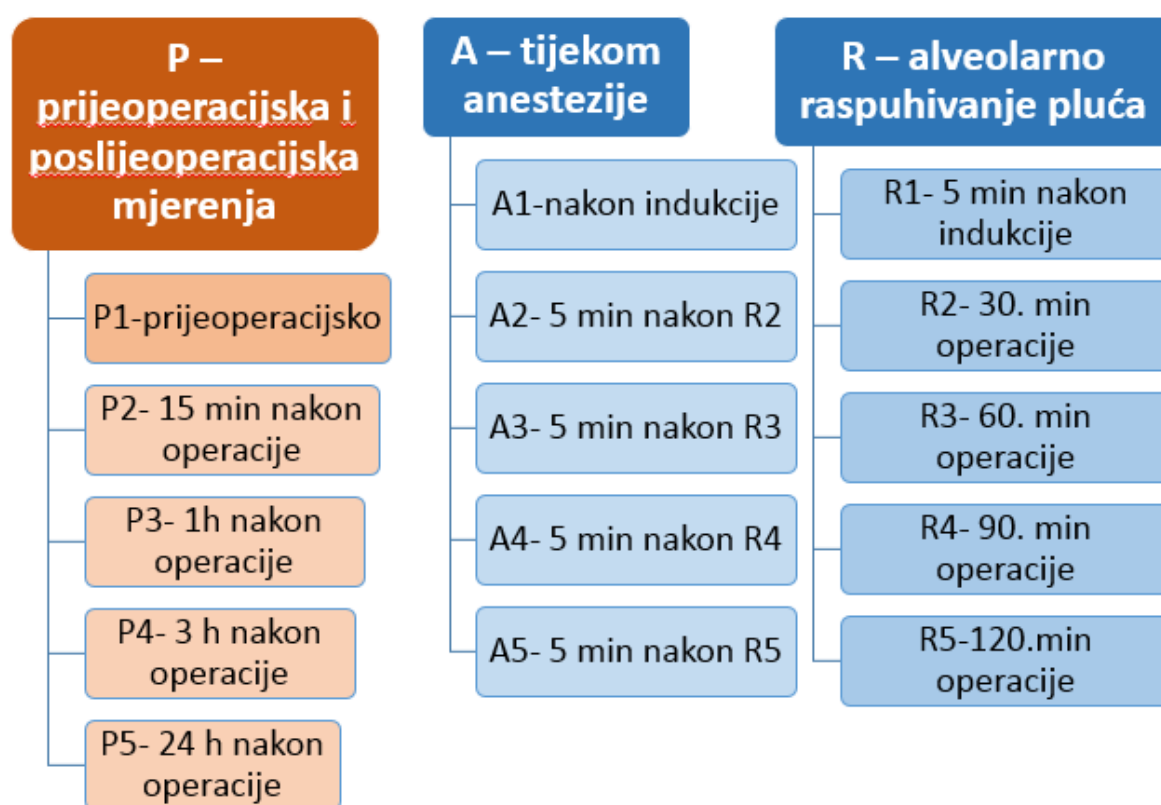 P –
prijeoperacijska i
poslijeoperacijska
mjerenja
P1-prijeoperacijsko
P2- 15 min nakon
operacije
P3- 1h nakon
operacije
P4- 3 h nakon
operacije
P5- 24 h nakon
operacije
A – tijekom
anestezije
A1-nakon indukcije
A2- 5 min nakon R2
A3- 5 min nakon R3
A4- 5 min nakon R4
A5- 5 min nakon R5
R – alveolarno
raspuhivanje pluća
R1- 5 min nakon
indukcije
R2- 30. min
operacije
R3- 60. min
operacije
R4- 90. min
operacije
R5-120.min
operacije